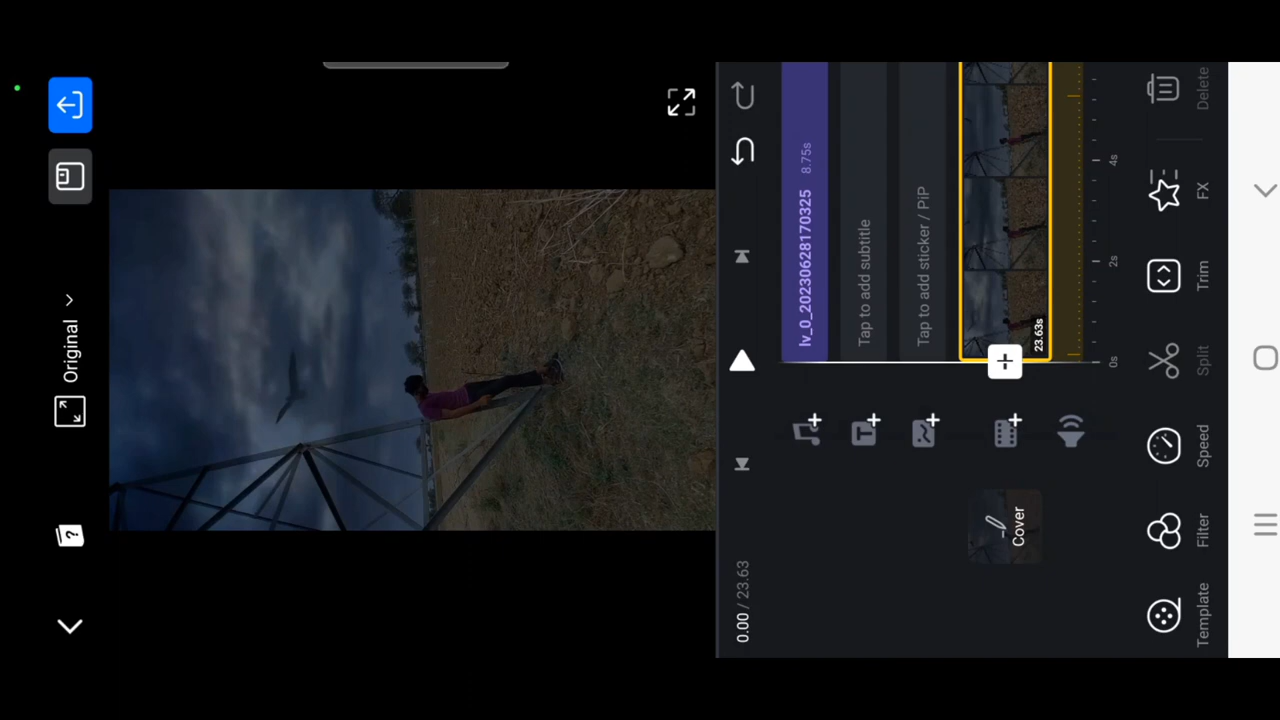 Original
?
lv_0_20230628170325 8.75s
Tap to add subtitle
Tap to add sticker / PiP
23.63s
0s
2s
4s
Cover
0.00 / 23.63
Template
Filter
Speed
Split
Trim
FX
Delete